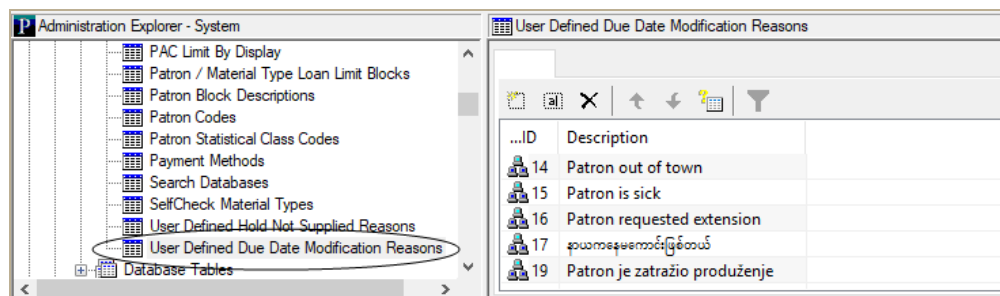 Administration Explorer - System
PAC Limit By Display
Patron / Material Type Loan Limit Blocks
Patron Block Descriptions
Patron Codes
Patron Statistical Class Codes
Payment Methods
Search Databases
SelfCheck Material Types
User Defined Hold Not Supplied Reasons
User Defined Due Date Modification Reasons
Database Tables
User Defined Due Date Modification Reasons
...ID Description
14 Patron out of town
15 Patron is sick
16 Patron requested extension
17 နာယကနေမကောင်းဖြစ်တယ်
19 Patron je zatražio produženje